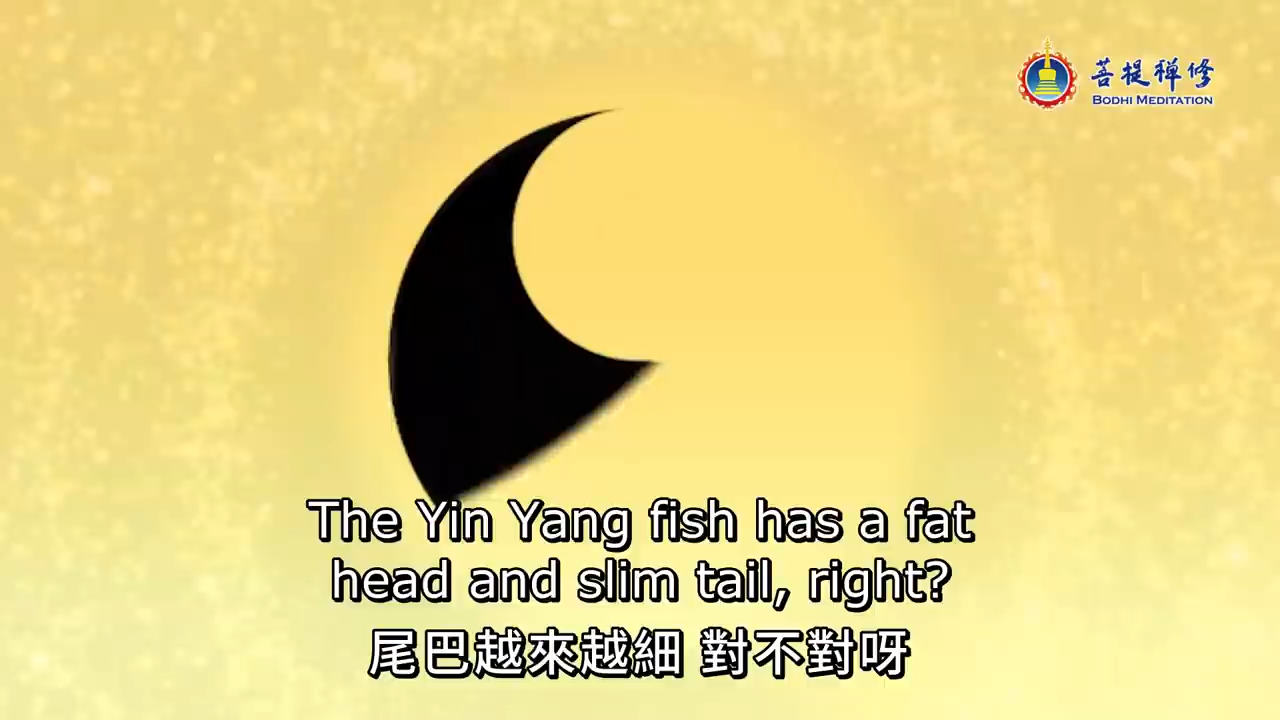 菩提禪修
BODHI MEDITATION
The Yin Yang fish has a fat
head and slim tail, right?
尾巴越來越細 對不對呀